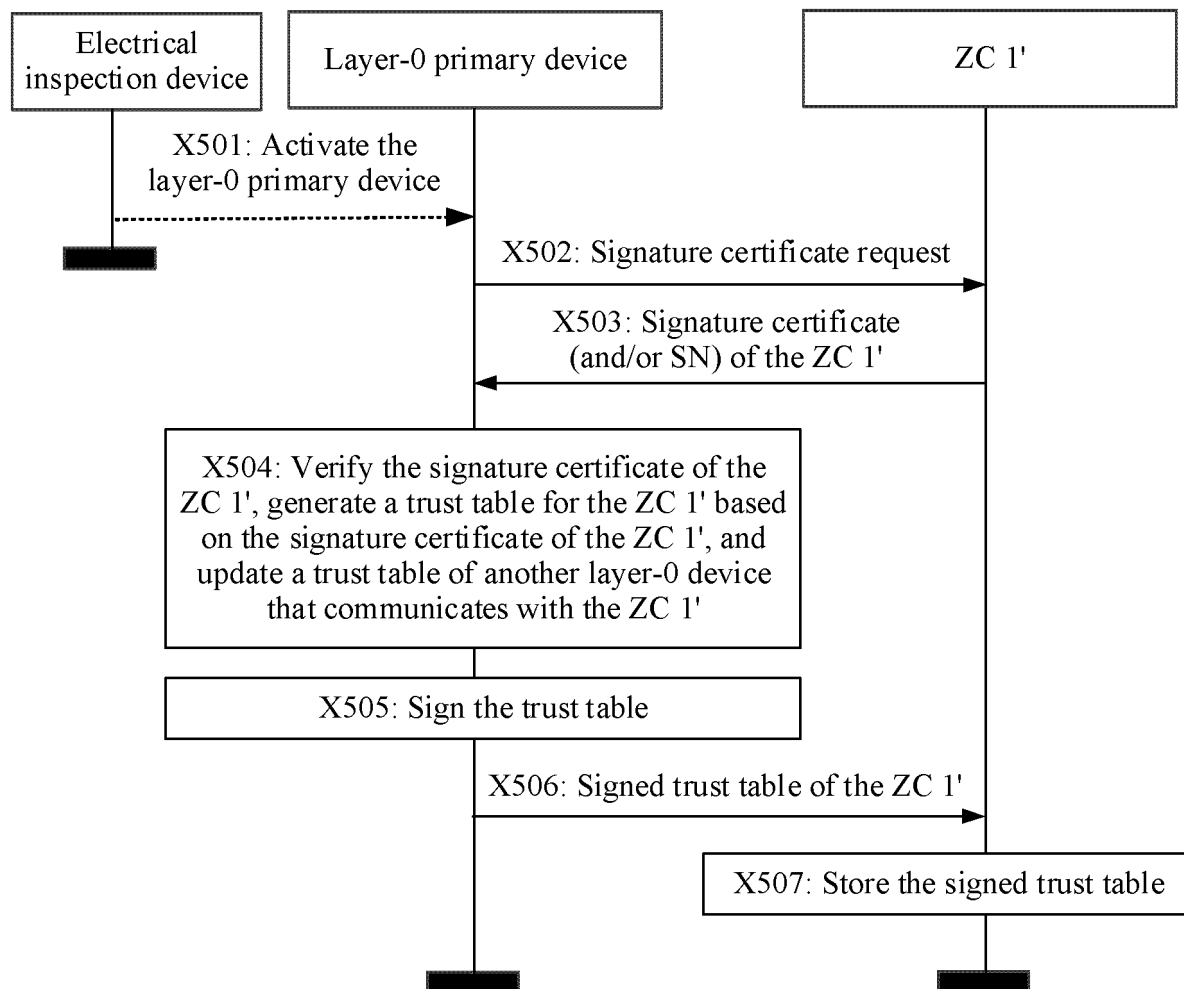 Electrical
inspection device
Layer-0 primary device
ZC 1'
X501: Activate the
layer-0 primary device
X502: Signature certificate request
X503: Signature certificate
(and/or SN) of the ZC 1'
X504: Verify the signature certificate of the
ZC 1', generate a trust table for the ZC 1' based
on the signature certificate of the ZC 1', and
update a trust table of another layer-0 device
that communicates with the ZC 1'
X505: Sign the trust table
X506: Signed trust table of the ZC 1'
X507: Store the signed trust table